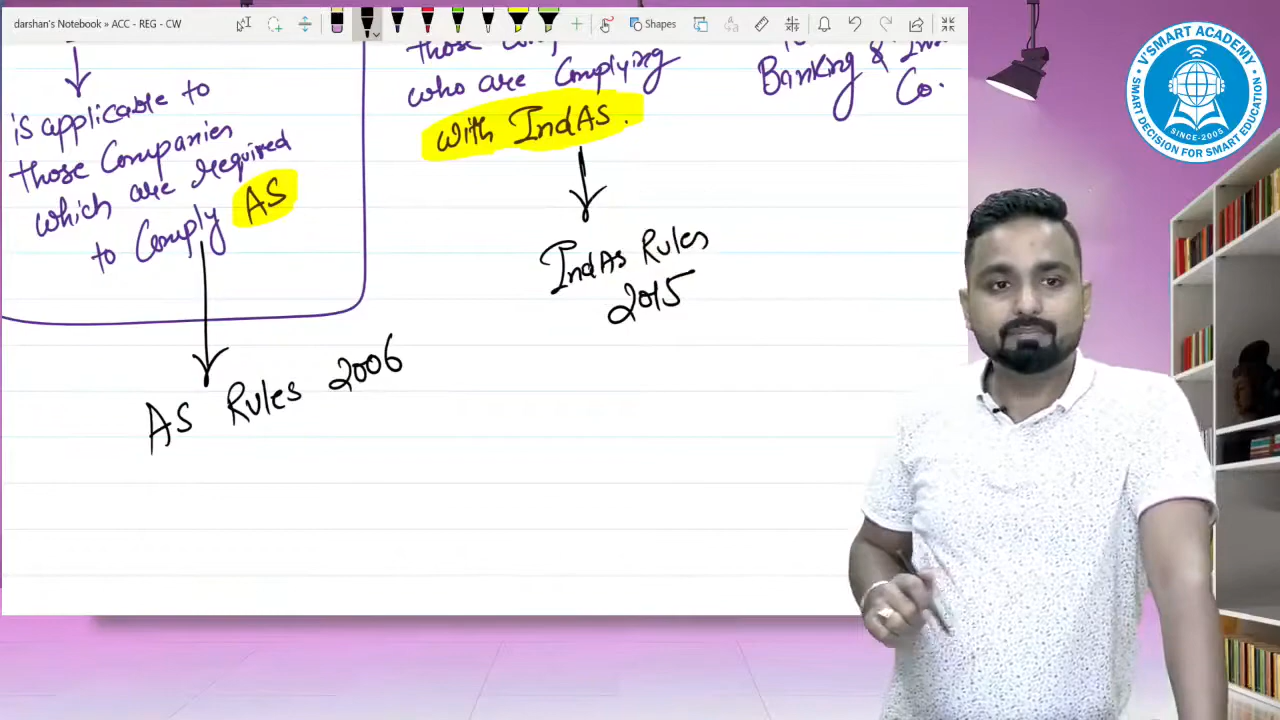 darshan's Notebook » ACC - REG - CW
Shapes
is applicable to
those Companies
which are required
to Comply AS
AS Rules 2006
those
who are Complying
with IndAS.
IndAs Rules
2015
Banking &
Co.
V'SMART ACADEMY
SINCE-2005
SMART DECISION FOR SMART EDUCATION